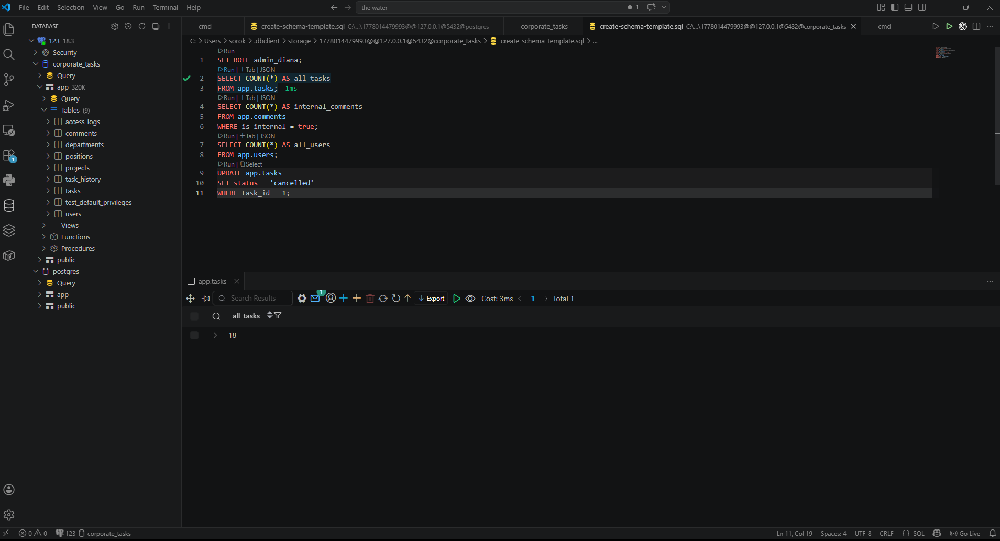 File Edit Selection View Go Run Terminal Help
the water
1
DATABASE
cmd
create-schema-template.sql C:\...\1778014479993@@127.0.0.1@5432@postgres
corporate_tasks
create-schema-template.sql C:\...\1778014479993@@127.0.0.1@5432@corporate_tasks
cmd
C: > Users > sorok > .dbclient > storage > 1778014479993@@127.0.0.1@5432@corporate_tasks > create-schema-template.sql > ...
123 18.3
Security
corporate_tasks
Query
app 320K
Query
Tables (9)
access_logs
comments
departments
positions
projects
task_history
tasks
test_default_privileges
users
Views
Functions
Procedures
public
postgres
Query
app
public
1
Run
1 SET ROLE admin_diana;
Run | Tab | JSON
2 SELECT COUNT(*) AS all_tasks
3 FROM app.tasks; 1ms
Run | Tab | JSON
4 SELECT COUNT(*) AS internal_comments
5 FROM app.comments
6 WHERE is_internal = true;
Run | Tab | JSON
7 SELECT COUNT(*) AS all_users
8 FROM app.users;
Run | Select
9 UPDATE app.tasks
10 SET status = 'cancelled'
11 WHERE task_id = 1;
app.tasks
Search Results
1
Export
Cost: 3ms < 1 > Total 1
all_tasks
18
0 0 123 corporate_tasks
Ln 11, Col 19 Spaces: 4 UTF-8 CRLF { } SQL Go Live